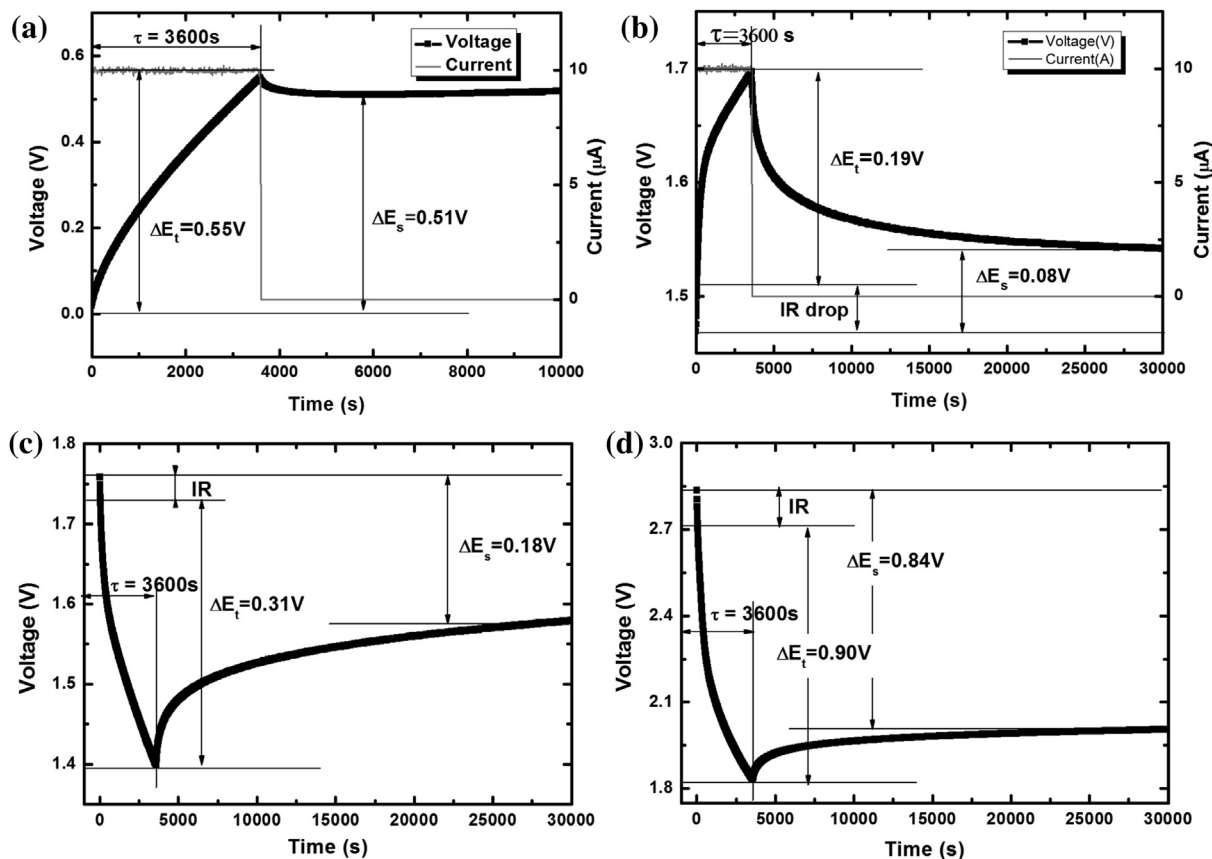 (a)
τ = 3600s
Voltage
Current
ΔEt=0.55V
ΔEs=0.51V
0.6
0.4
0.2
0.0
Voltage (V)
10
5
0
Current (μA)
0 2000 4000 6000 8000 10000
Time (s)
(b)
τ=3600 s
Voltage(V)
Current(A)
ΔEt=0.19V
ΔEs=0.08V
IR drop
1.7
1.6
1.5
Voltage (V)
10
5
0
Current (μA)
0 5000 10000 15000 20000 25000 30000
Time (s)
(c)
IR
τ = 3600s
ΔEt=0.31V
ΔEs=0.18V
1.8
1.7
1.6
1.5
1.4
Voltage (V)
0 5000 10000 15000 20000 25000 30000
Time (s)
(d)
IR
τ = 3600s
ΔEs=0.84V
ΔEt=0.90V
3.0
2.7
2.4
2.1
1.8
Voltage (V)
0 5000 10000 15000 20000 25000 30000
Time (s)